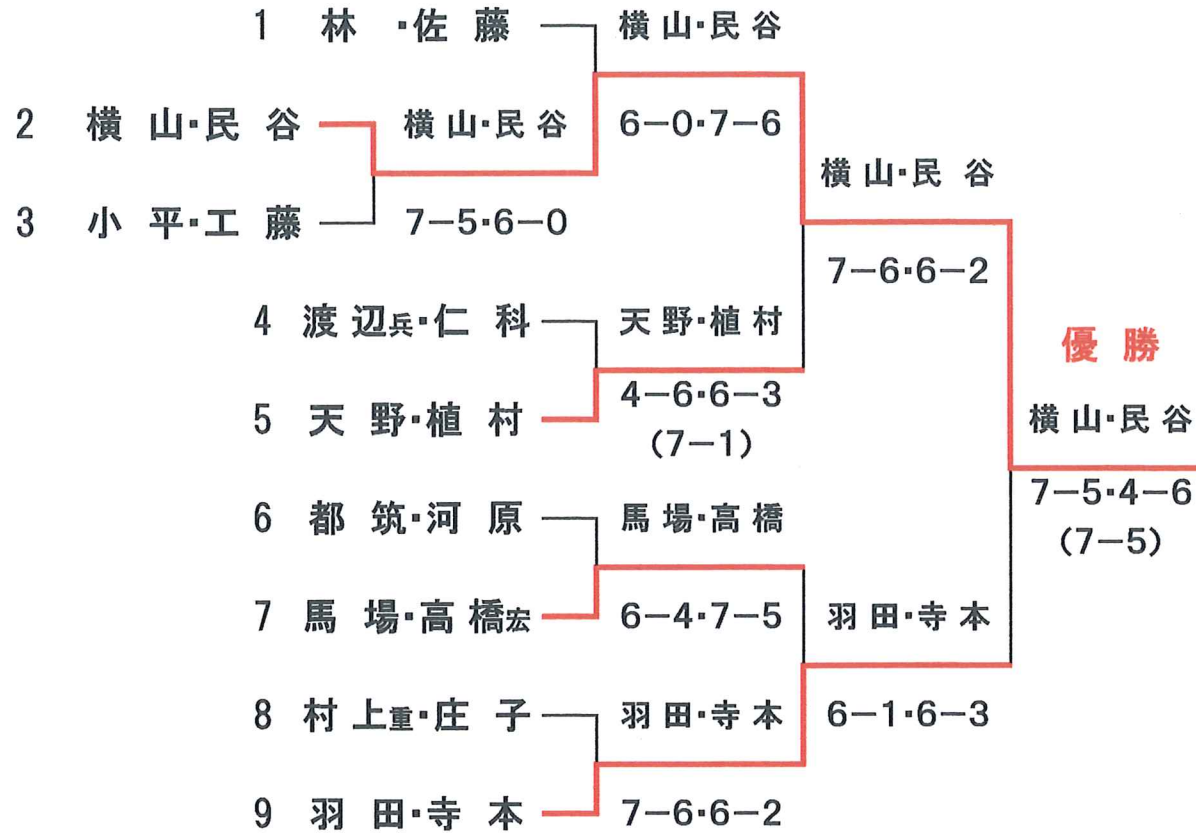 1 林・佐藤 横山・民谷
2 横山・民谷 横山・民谷 6-0・7-6
横山・民谷
3 小平・工藤 7-5・6-0
7-6・6-2
4 渡辺兵・仁科 天野・植村
優勝
4-6・6-3
5 天野・植村 横山・民谷
(7-1)
7-5・4-6
6 都筑・河原 馬場・高橋
(7-5)
7 馬場・高橋宏 6-4・7-5 羽田・寺本
8 村上重・庄子 羽田・寺本 6-1・6-3
9 羽田・寺本 7-6・6-2